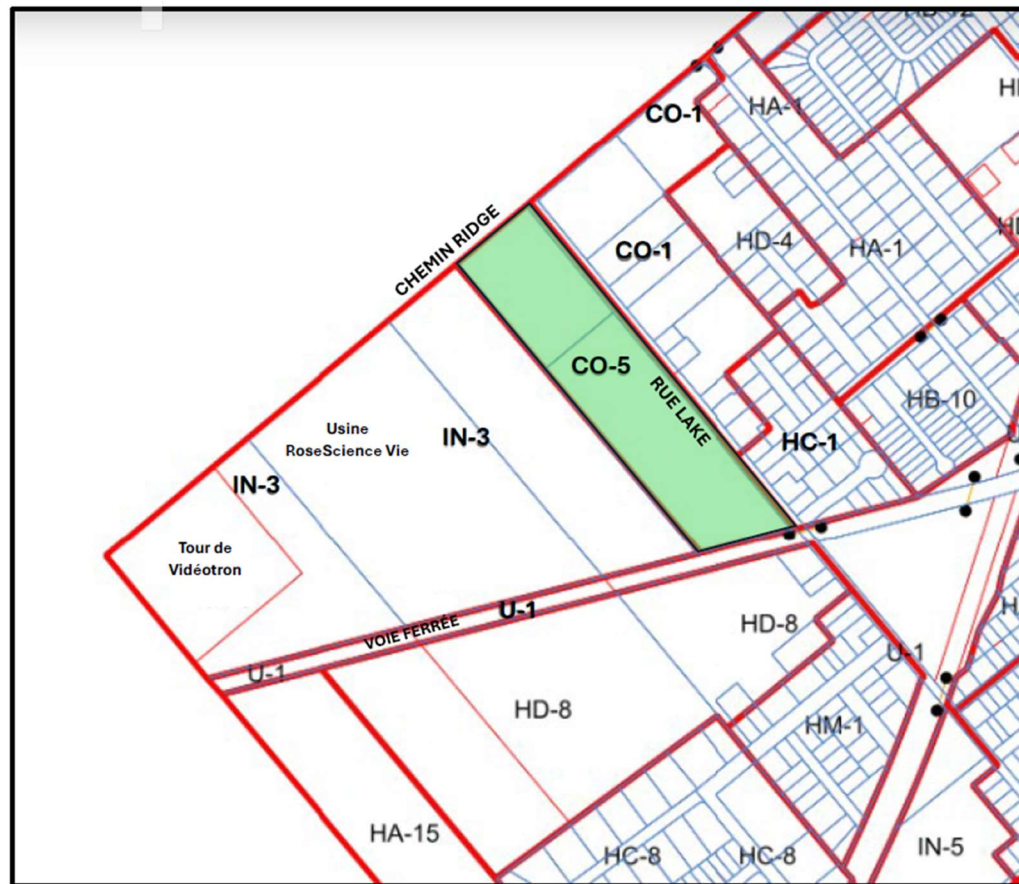 CO-1
HA-1
CHEMIN RIDGE
CO-1
HD-4
HA-1
CO-5
RUE LAKE
HB-10
Usine
RoseScience Vie
IN-3
HC-1
IN-3
Tour de
Vidéotron
U-1
VOIE FERRÉE
HD-8
U-1
U-1
HD-8
HM-1
HA-15
HC-8
HC-8
IN-5